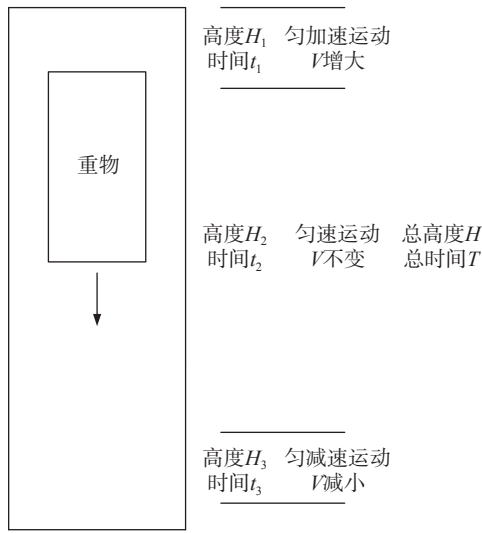 高度H₁ 匀加速运动
时间t₁ V增大
重物
高度H₂ 匀速运动 总高度H
时间t₂ V不变 总时间T
高度H₃ 匀减速运动
时间t₃ V减小